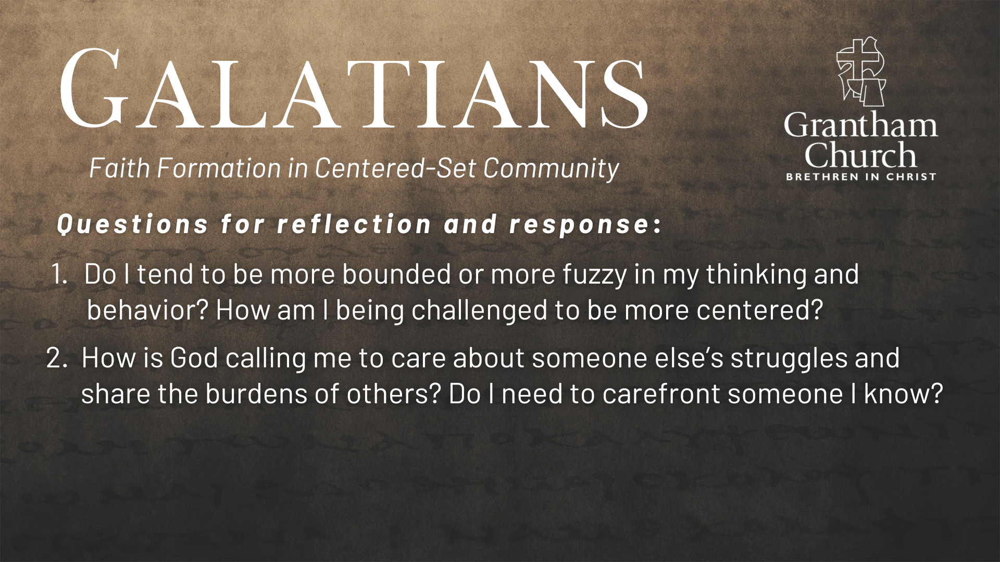 GALATIANS
Faith Formation in Centered-Set Community
Grantham
Church
BRETHREN IN CHRIST
Questions for reflection and response:
1. Do I tend to be more bounded or more fuzzy in my thinking and
behavior? How am I being challenged to be more centered?
2. How is God calling me to care about someone else’s struggles and
share the burdens of others? Do I need to carefront someone I know?